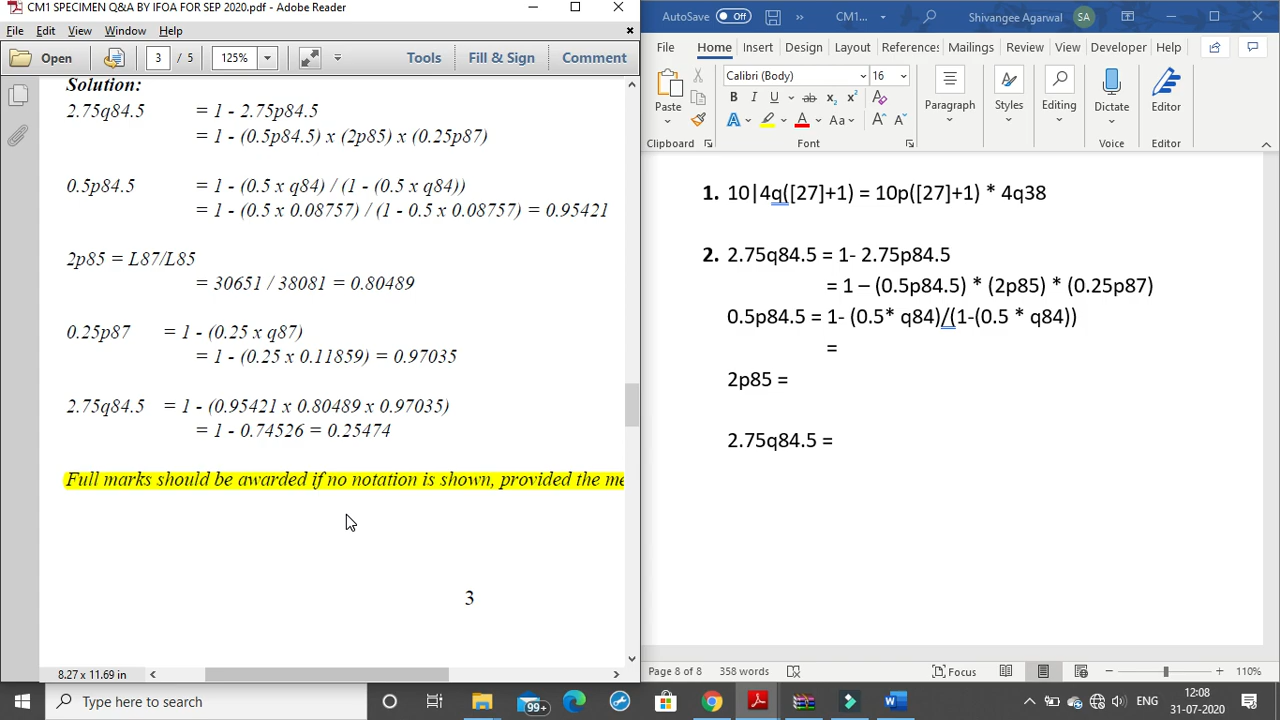 CM1 SPECIMEN Q&A BY IFOA FOR SEP 2020.pdf - Adobe Reader
File Edit View Window Help
Open 3 / 5 125% Tools Fill & Sign Comment
Solution:
2.75q84.5 = 1 - 2.75p84.5
= 1 - (0.5p84.5) x (2p85) x (0.25p87)
0.5p84.5 = 1 - (0.5 x q84) / (1 - (0.5 x q84))
= 1 - (0.5 x 0.08757) / (1 - 0.5 x 0.08757) = 0.95421
2p85 = L87/L85
= 30651 / 38081 = 0.80489
0.25p87 = 1 - (0.25 x q87)
= 1 - (0.25 x 0.11859) = 0.97035
2.75q84.5 = 1 - (0.95421 x 0.80489 x 0.97035)
= 1 - 0.74526 = 0.25474
Full marks should be awarded if no notation is shown, provided the me
3
8.27 x 11.69 in
AutoSave Off CM1... Shivangee Agarwal SA
File Home Insert Design Layout References Mailings Review View Developer Help
Calibri (Body) 16
Paste B I U ab x₂ x² A Aa A A Paragraph Styles Editing Dictate Editor
Clipboard Font Voice Editor
1. 10|4q([27]+1) = 10p([27]+1) * 4q38
2. 2.75q84.5 = 1- 2.75p84.5
= 1 – (0.5p84.5) * (2p85) * (0.25p87)
0.5p84.5 = 1- (0.5* q84)/(1-(0.5 * q84))
=
2p85 =
2.75q84.5 =
Page 8 of 8 358 words Focus 110%
Type here to search 99+ ENG 12:08
31-07-2020